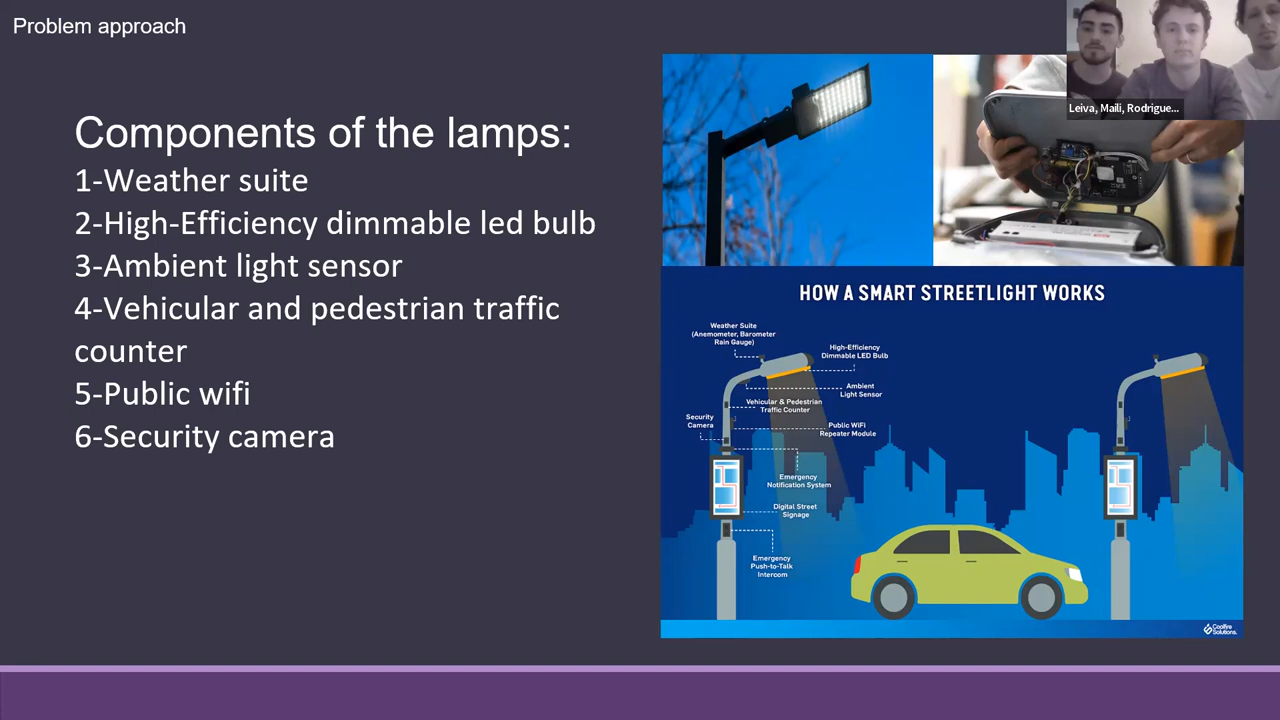 Problem approach
Leiva, Maili, Rodrigue...
Components of the lamps:
1-Weather suite
2-High-Efficiency dimmable led bulb
3-Ambient light sensor
4-Vehicular and pedestrian traffic
counter
5-Public wifi
6-Security camera
HOW A SMART STREETLIGHT WORKS
Weather Suite
(Anemometer, Barometer
Rain Gauge)
High-Efficiency
Dimmable LED Bulb
Ambient
Light Sensor
Vehicular & Pedestrian
Traffic Counter
Security
Camera
Public WiFi
Repeater Module
Emergency
Notification System
Digital Street
Signage
Emergency
Push-to-Talk
Intercom
Coolfire
Solutions.